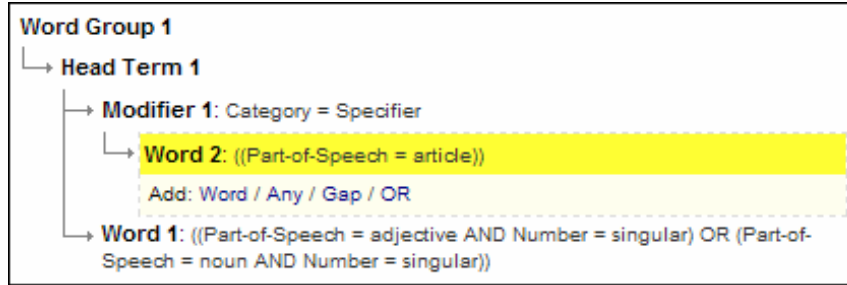 Word Group 1
Head Term 1
Modifier 1: Category = Specifier
Word 2: ((Part-of-Speech = article))
Add: Word / Any / Gap / OR
Word 1: ((Part-of-Speech = adjective AND Number = singular) OR (Part-of-
Speech = noun AND Number = singular))